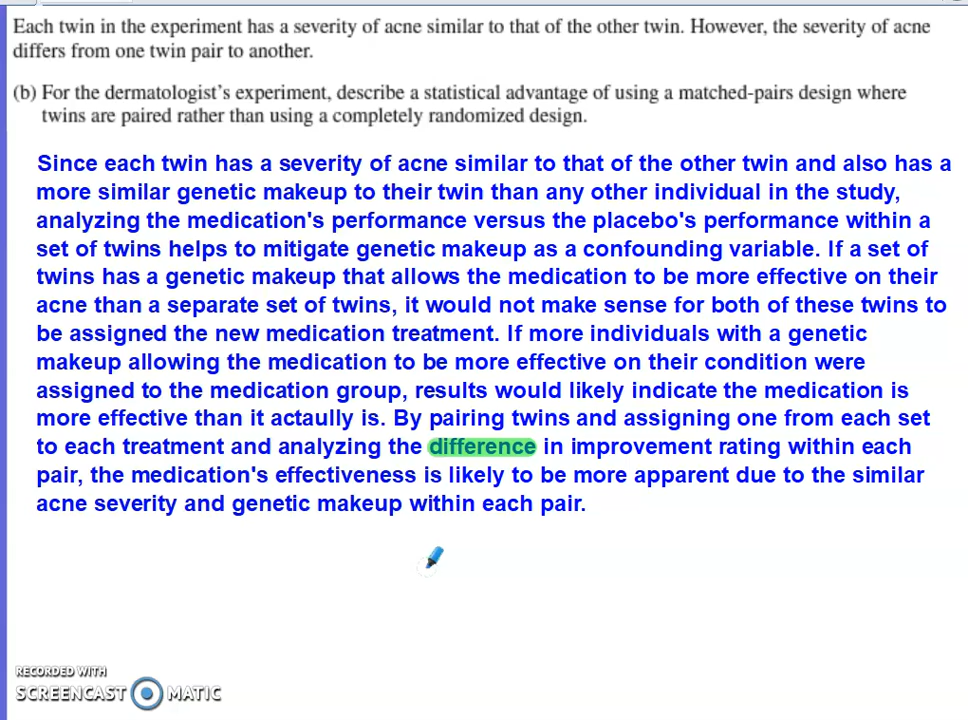 Each twin in the experiment has a severity of acne similar to that of the other twin. However, the severity of acne
differs from one twin pair to another.
(b) For the dermatologist's experiment, describe a statistical advantage of using a matched-pairs design where
twins are paired rather than using a completely randomized design.
Since each twin has a severity of acne similar to that of the other twin and also has a
more similar genetic makeup to their twin than any other individual in the study,
analyzing the medication's performance versus the placebo's performance within a
set of twins helps to mitigate genetic makeup as a confounding variable. If a set of
twins has a genetic makeup that allows the medication to be more effective on their
acne than a separate set of twins, it would not make sense for both of these twins to
be assigned the new medication treatment. If more individuals with a genetic
makeup allowing the medication to be more effective on their condition were
assigned to the medication group, results would likely indicate the medication is
more effective than it actaully is. By pairing twins and assigning one from each set
to each treatment and analyzing the difference in improvement rating within each
pair, the medication's effectiveness is likely to be more apparent due to the similar
acne severity and genetic makeup within each pair.
RECORDED WITH
SCREENCAST MATIC